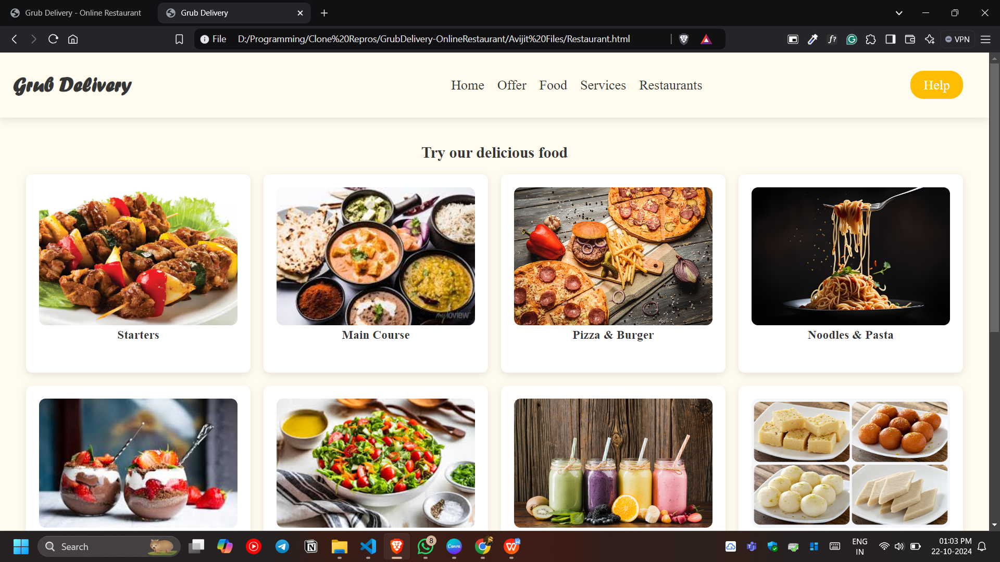 Grub Delivery - Online Restaurant
Grub Delivery
File D:/Programming/Clone%20Repros/GrubDelivery-OnlineRestaurant/Avijit%20Files/Restaurant.html
f?
VPN
Grub Delivery
Home Offer Food Services Restaurants
Help
Try our delicious food
Starters
Main Course
Pizza & Burger
Noodles & Pasta
Search
8
Canva
ENG
IN
01:03 PM
22-10-2024